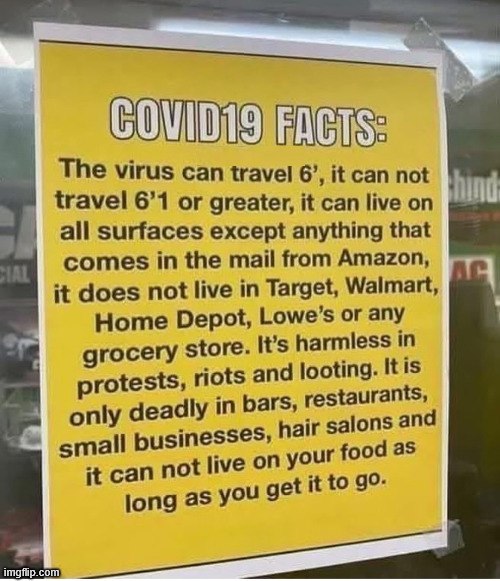 COVID19 FACTS:
The virus can travel 6', it can not
travel 6'1 or greater, it can live on
all surfaces except anything that
comes in the mail from Amazon,
it does not live in Target, Walmart,
Home Depot, Lowe's or any
grocery store. It's harmless in
protests, riots and looting. It is
only deadly in bars, restaurants,
small businesses, hair salons and
it can not live on your food as
long as you get it to go.
hind
CIAL
AC
imgflip.com